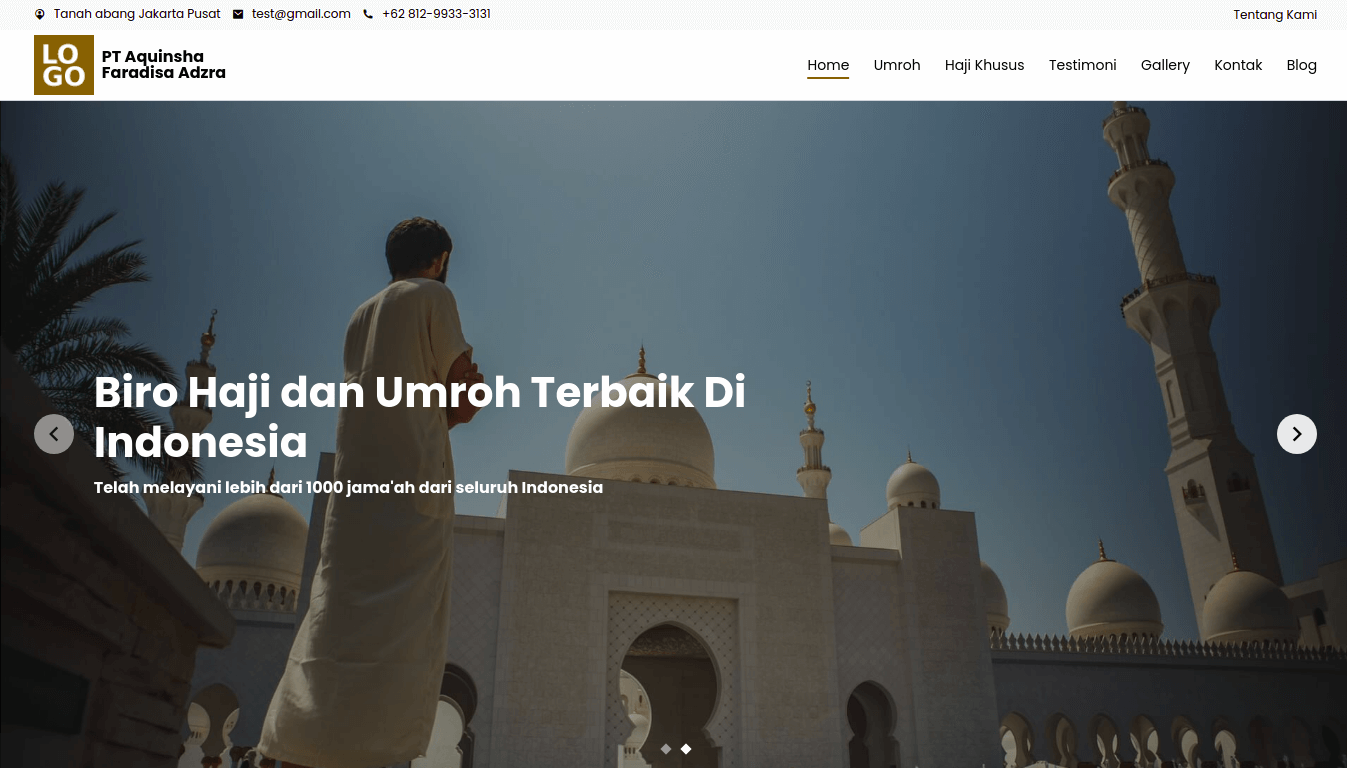 Tanah abang Jakarta Pusat test@gmail.com +62 812-9933-3131 Tentang Kami
LO
GO
PT Aquinsha
Faradisa Adzra
Home Umroh Haji Khusus Testimoni Gallery Kontak Blog
Biro Haji dan Umroh Terbaik Di
Indonesia
Telah melayani lebih dari 1000 jama'ah dari seluruh Indonesia